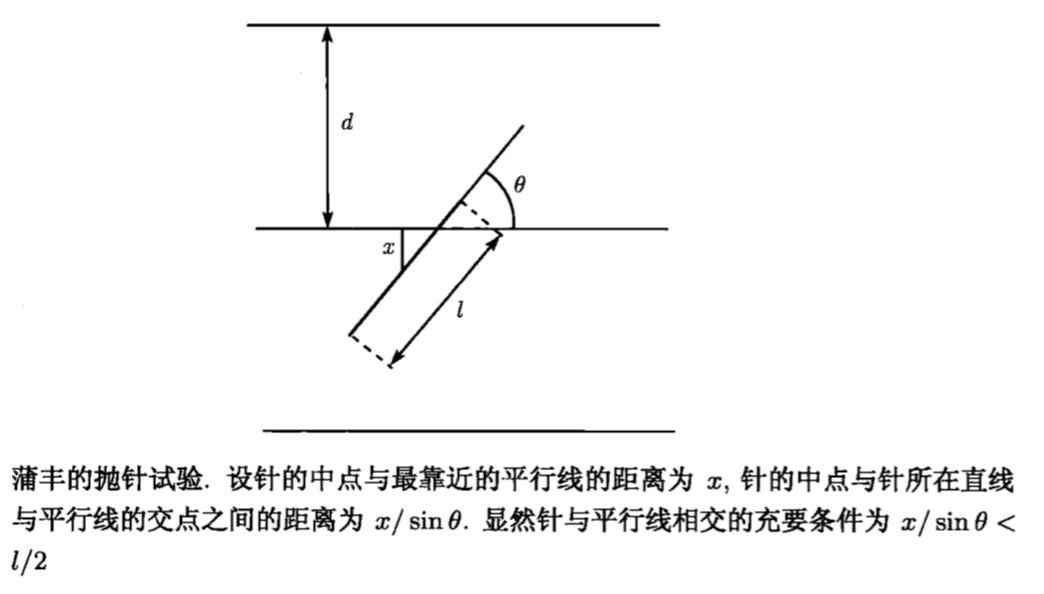 d
θ
x
l
蒲丰的抛针试验. 设针的中点与最靠近的平行线的距离为 x, 针的中点与针所在直线
与平行线的交点之间的距离为 x/ sin θ. 显然针与平行线相交的充要条件为 x/ sin θ <
l/2